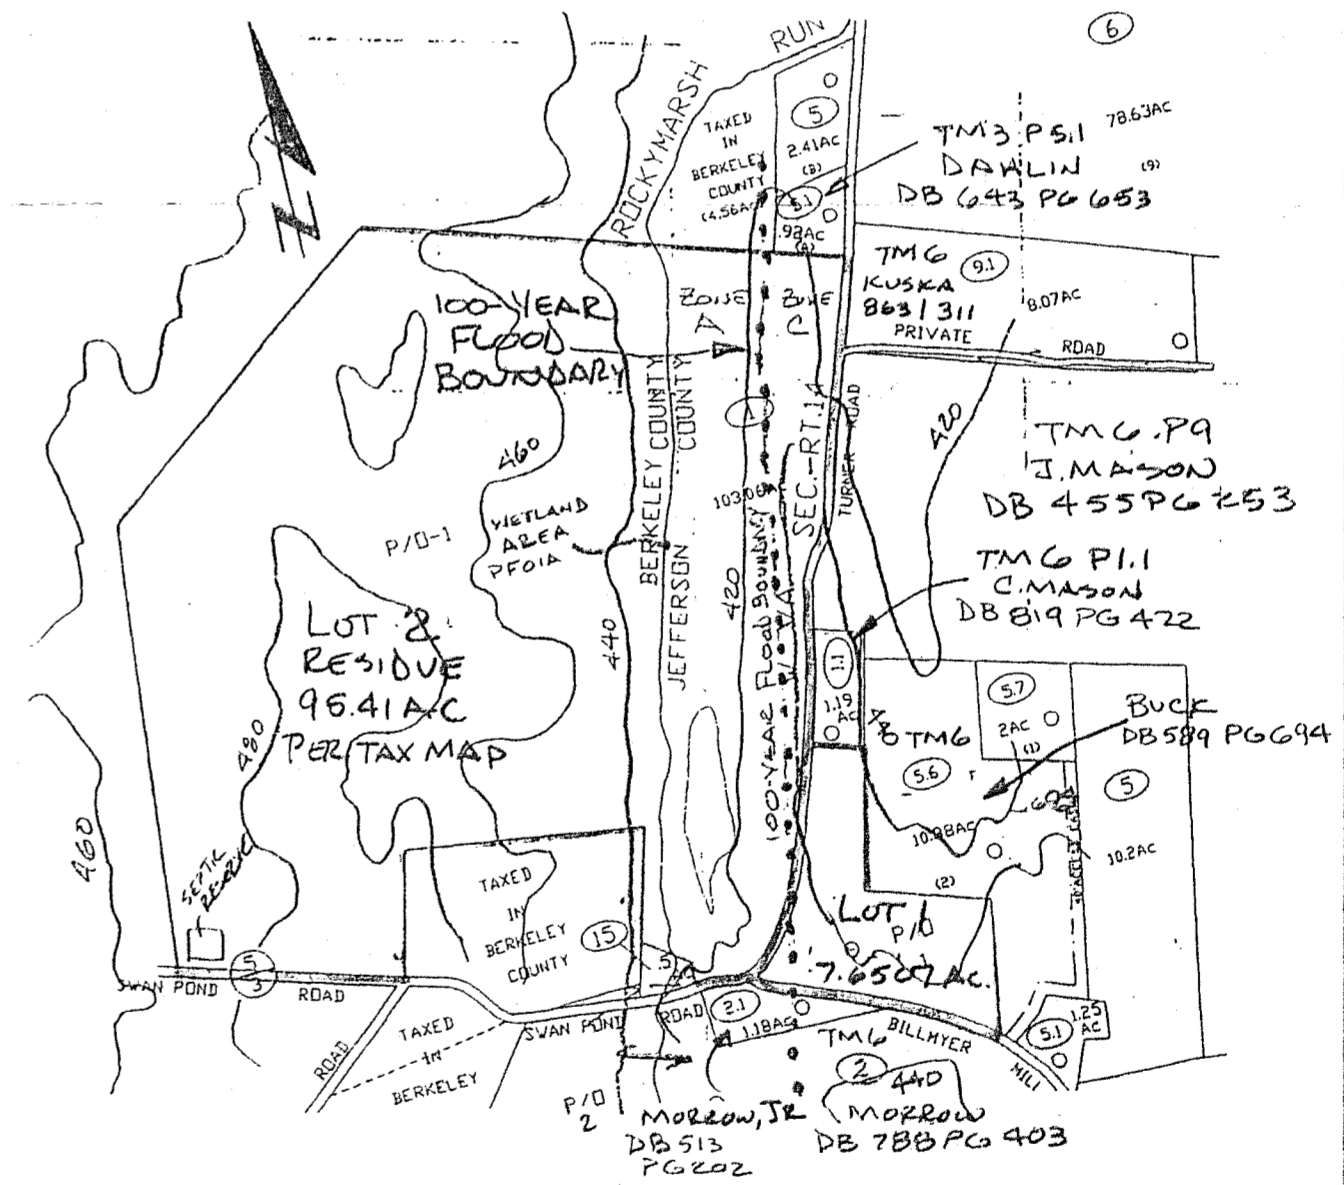 6
RUN
ROCKYMARSH
TAXED
IN
BERKELEY
COUNTY
(4.56AC
5
2.41AC
(B)
5.1
.92AC
(A)
TM3 P5.1
DAHLIN
DB 643 PG 653
78.63AC
(9)
TM6
KUSKA
863/311
9.1
8.07AC
PRIVATE
ROAD
100-YEAR
FLOOD
BOUNDARY
ZONE
A
ZONE
C
1
103.06A
SEC.-RT.1
TURNER ROAD
420
TM6.P9
J. MASON
DB 455 PG 253
460
WETLAND
AREA
PFO1A
P/O-1
BERKELEY COUNTY
JEFFERSON COUNTY
440
420
100-YEAR FLOOD BOUNDARY
TM6 P1.1
C. MASON
DB 819 PG 422
1.1
1.19
AC
LOT 2
RESIDUE
95.41 AC
PER TAX MAP
480
460
SEPTIC
5.7
2AC
(1)
TM6
5.6
10.88AC
(2)
BUCK
DB 589 PG 694
5
10.2AC
TAXED
IN
BERKELEY
COUNTY
15
.5
LOT 1
P/O
7.6507 AC.
5
3
SWAN POND
ROAD
ROAD
TAXED
IN
BERKELEY
SWAN POND
ROAD
2.1
1.18AC
BILLMYER
MILL
5.1
1.25
AC
TM6
2
440
MORROW
DB 788 PG 403
P/O
2
MORROW, JR
DB 513
PG 202